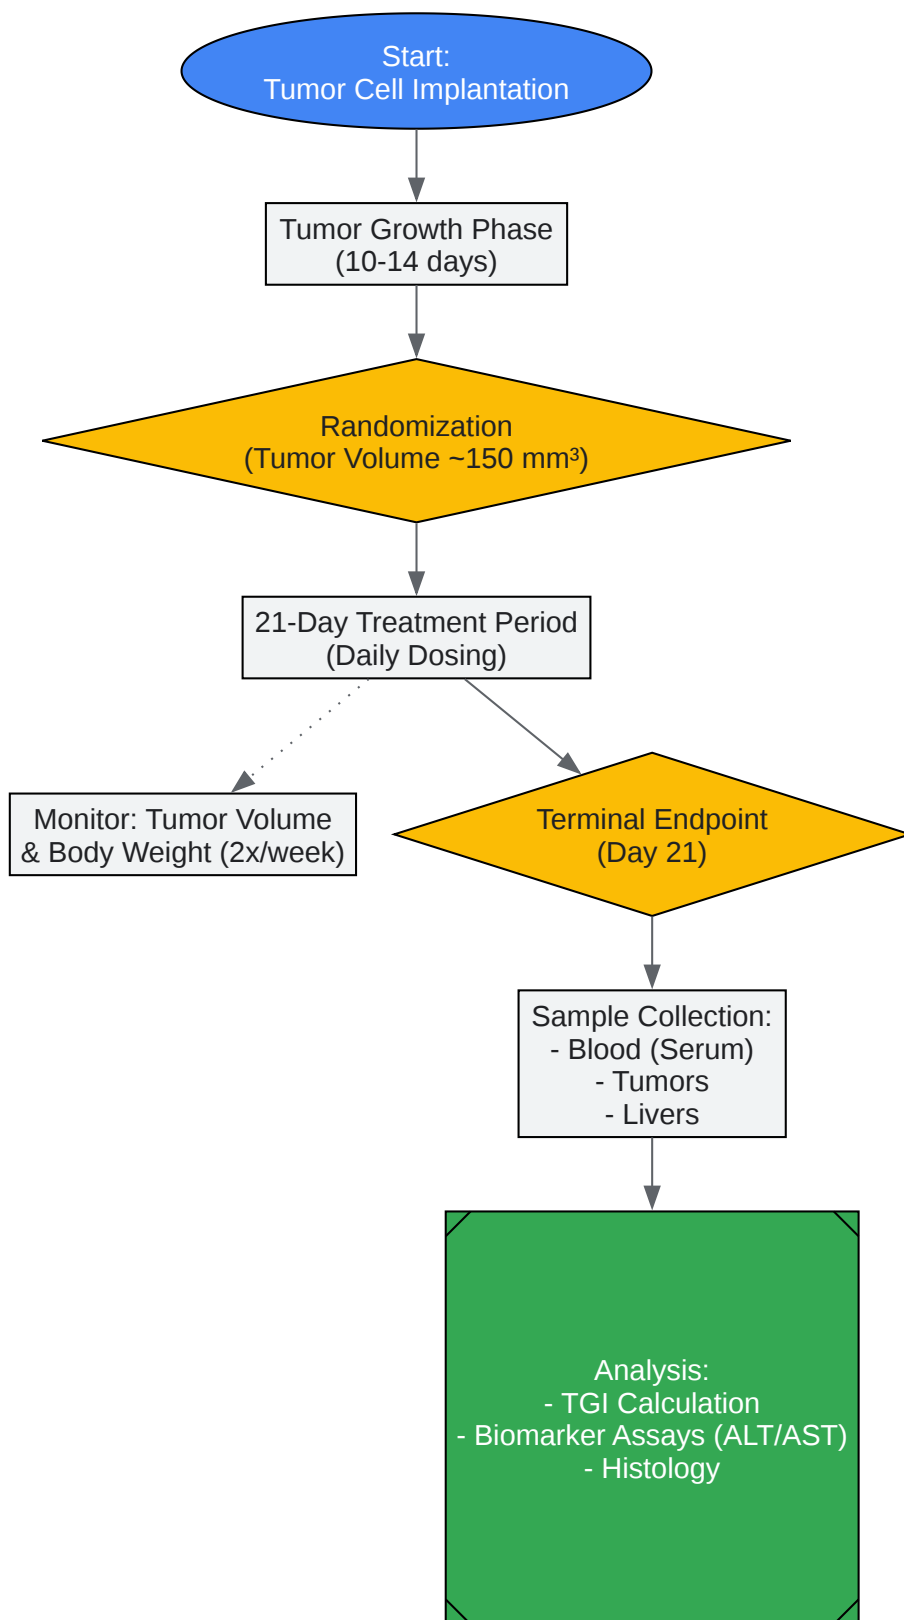 Start:
Tumor Cell Implantation
Tumor Growth Phase
(10-14 days)
Randomization
(Tumor Volume ~150 mm³)
21-Day Treatment Period
(Daily Dosing)
Monitor: Tumor Volume
& Body Weight (2x/week)
Terminal Endpoint
(Day 21)
Sample Collection:
- Blood (Serum)
- Tumors
- Livers
Analysis:
- TGI Calculation
- Biomarker Assays (ALT/AST)
- Histology